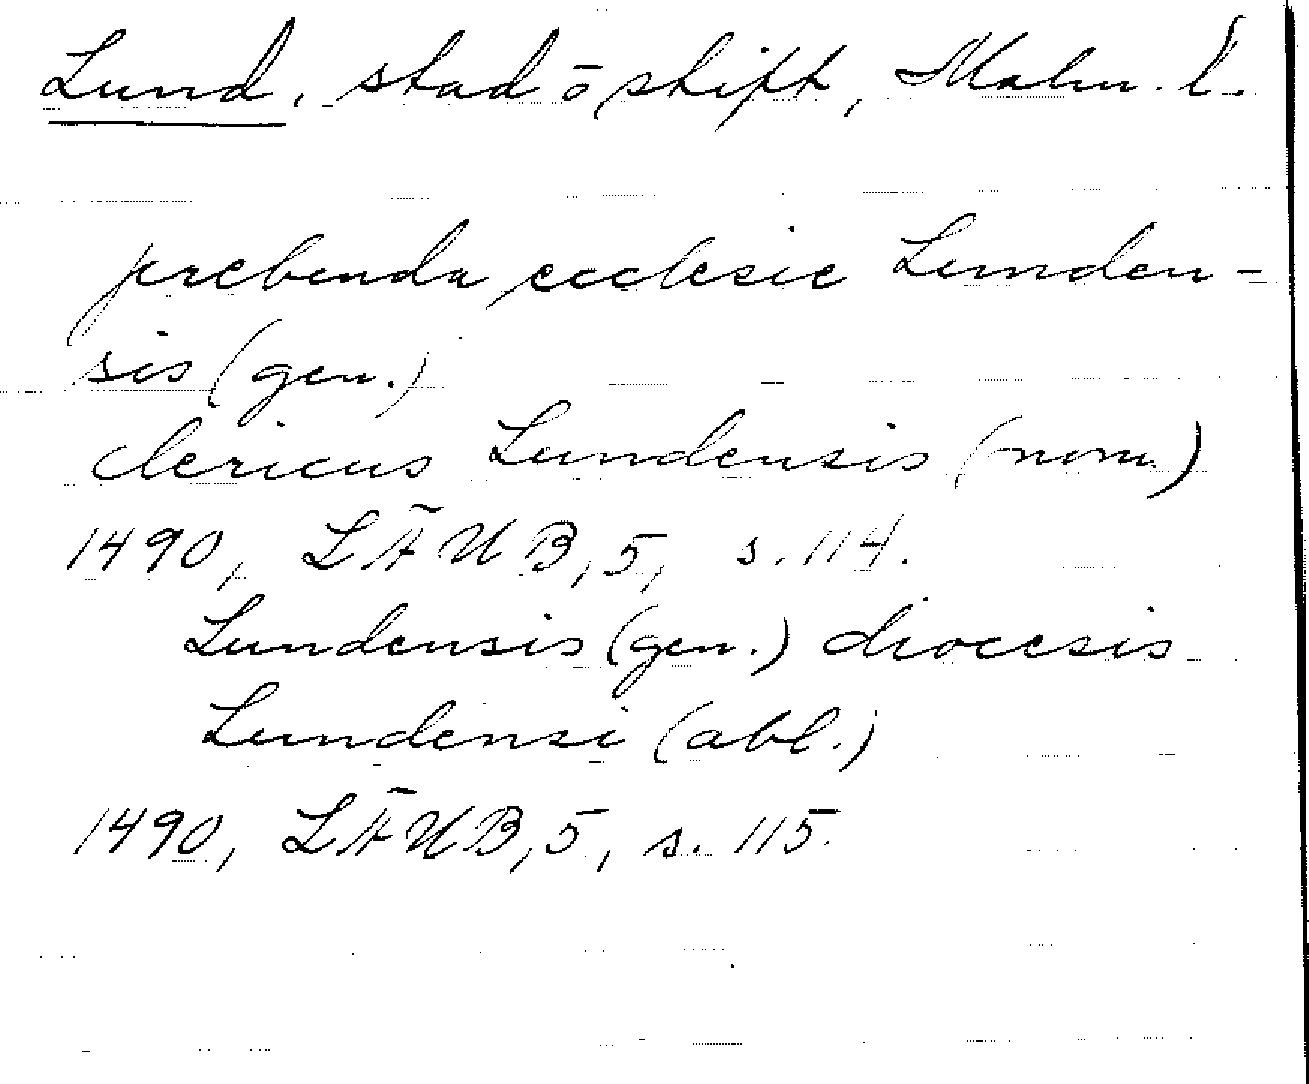 Lund, stad o stift, Malm. l.
prebenda ecclesie Lunden-
sis (gen.)
clericus Lundensis (nom.)
1490, LÄUB, 5, s. 114.
Lundensis (gen.) diocesis
Lundensi (abl.)
1490, LÄUB, 5, s. 115.